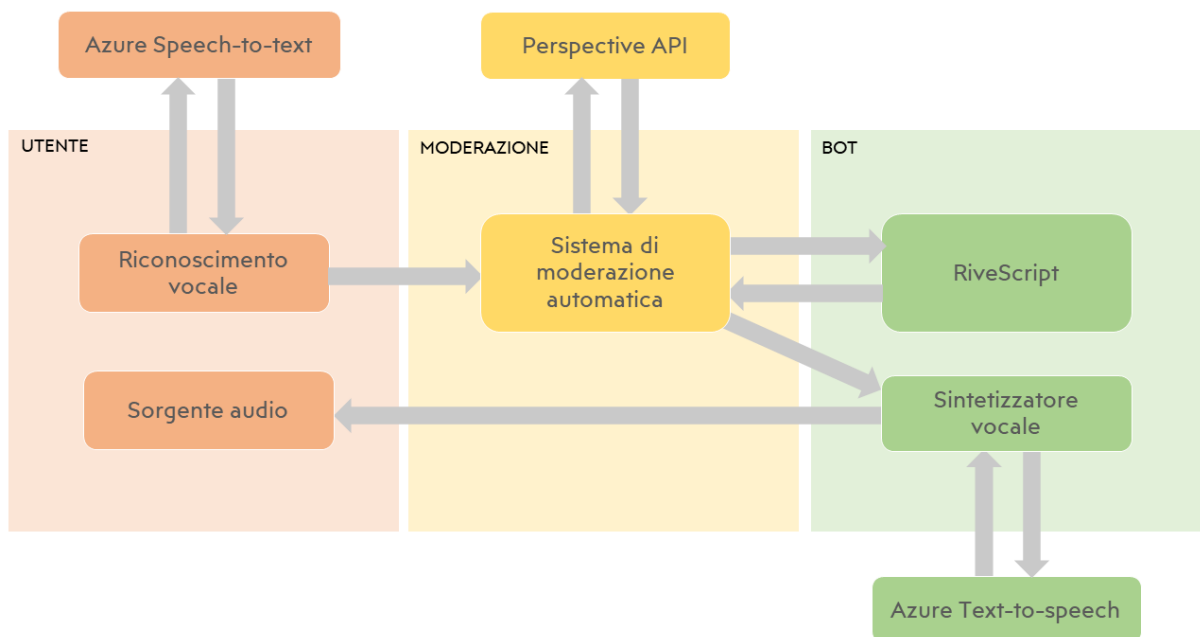 Azure Speech-to-text
Perspective API
UTENTE
MODERAZIONE
BOT
Riconoscimento
vocale
Sistema di
moderazione
automatica
RiveScript
Sorgente audio
Sintetizzatore
vocale
Azure Text-to-speech